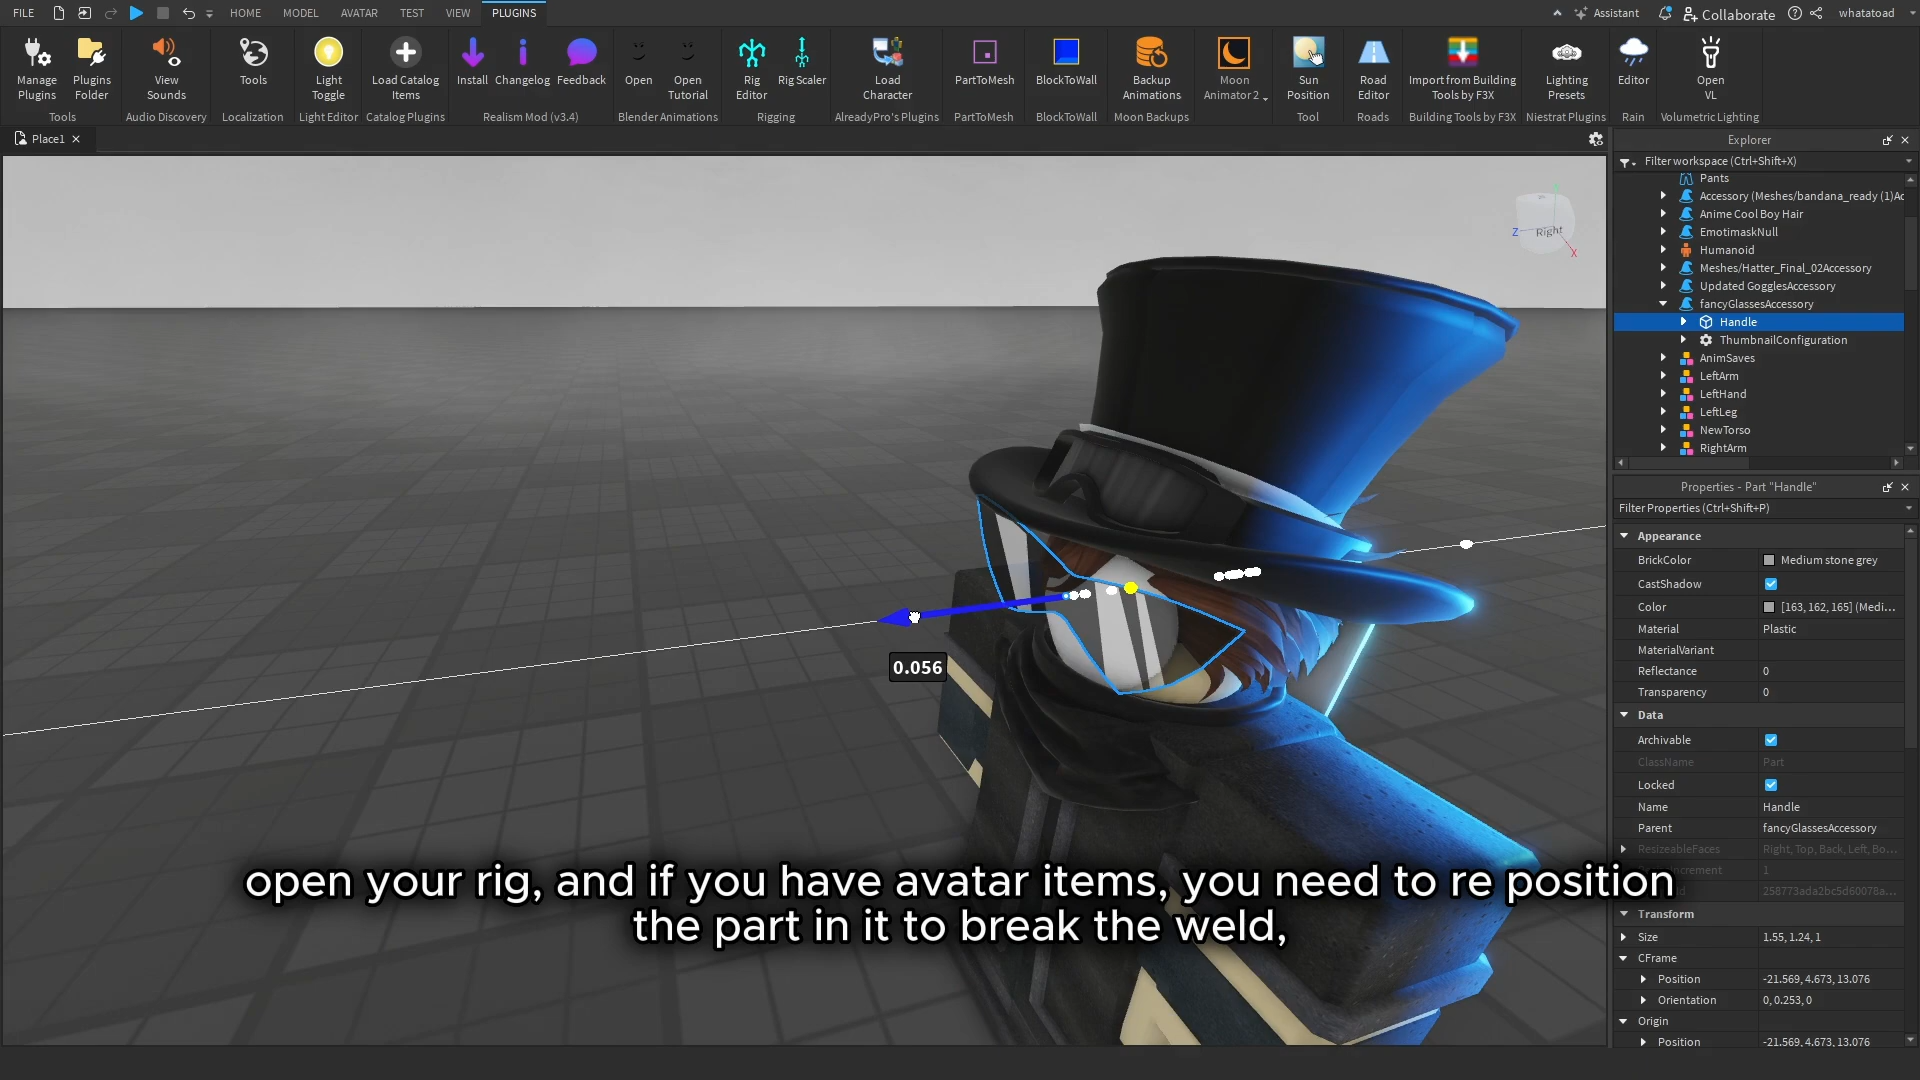 FILE HOME MODEL AVATAR TEST VIEW PLUGINS Assistant Collaborate whatatoad
Manage Plugins
Plugins Folder
View Sounds
Tools
Light Toggle
Load Catalog Items
Install
Changelog
Feedback
Open
Open Tutorial
Rig Editor
Rig Scaler
Load Character
PartToMesh
BlockToWall
Backup Animations
Moon Animator 2
Sun Position
Road Editor
Import from Building Tools by F3X
Lighting Presets
Editor
Open VL
Tools Audio Discovery Localization Light Editor Catalog Plugins Realism Mod (v3.4) Blender Animations Rigging AlreadyPro's Plugins PartToMesh BlockToWall Moon Backups Tool Roads Building Tools by F3X Niestrat Plugins Rain Volumetric Lighting
Place1
Right
Z
X
0.056
open your rig, and if you have avatar items, you need to re position
the part in it to break the weld,
Explorer
Filter workspace (Ctrl+Shift+X)
Pants
Accessory (Meshes/bandana_ready (1)Ac
Anime Cool Boy Hair
EmotimaskNull
Humanoid
Meshes/Hatter_Final_02Accessory
Updated GogglesAccessory
fancyGlassesAccessory
Handle
ThumbnailConfiguration
AnimSaves
LeftArm
LeftHand
LeftLeg
NewTorso
RightArm
Properties - Part "Handle"
Filter Properties (Ctrl+Shift+P)
Appearance
BrickColor Medium stone grey
CastShadow
Color [163, 162, 165] (Medi...
Material Plastic
MaterialVariant
Reflectance 0
Transparency 0
Data
Archivable
ClassName Part
Locked
Name Handle
Parent fancyGlassesAccessory
ResizeableFaces Right, Top, Back, Left, Bo...
1
258773ada2bc5d60078a...
Transform
Size 1.55, 1.24, 1
CFrame
Position -21.569, 4.673, 13.076
Orientation 0, 0.253, 0
Origin
Position -21.569, 4.673, 13.076